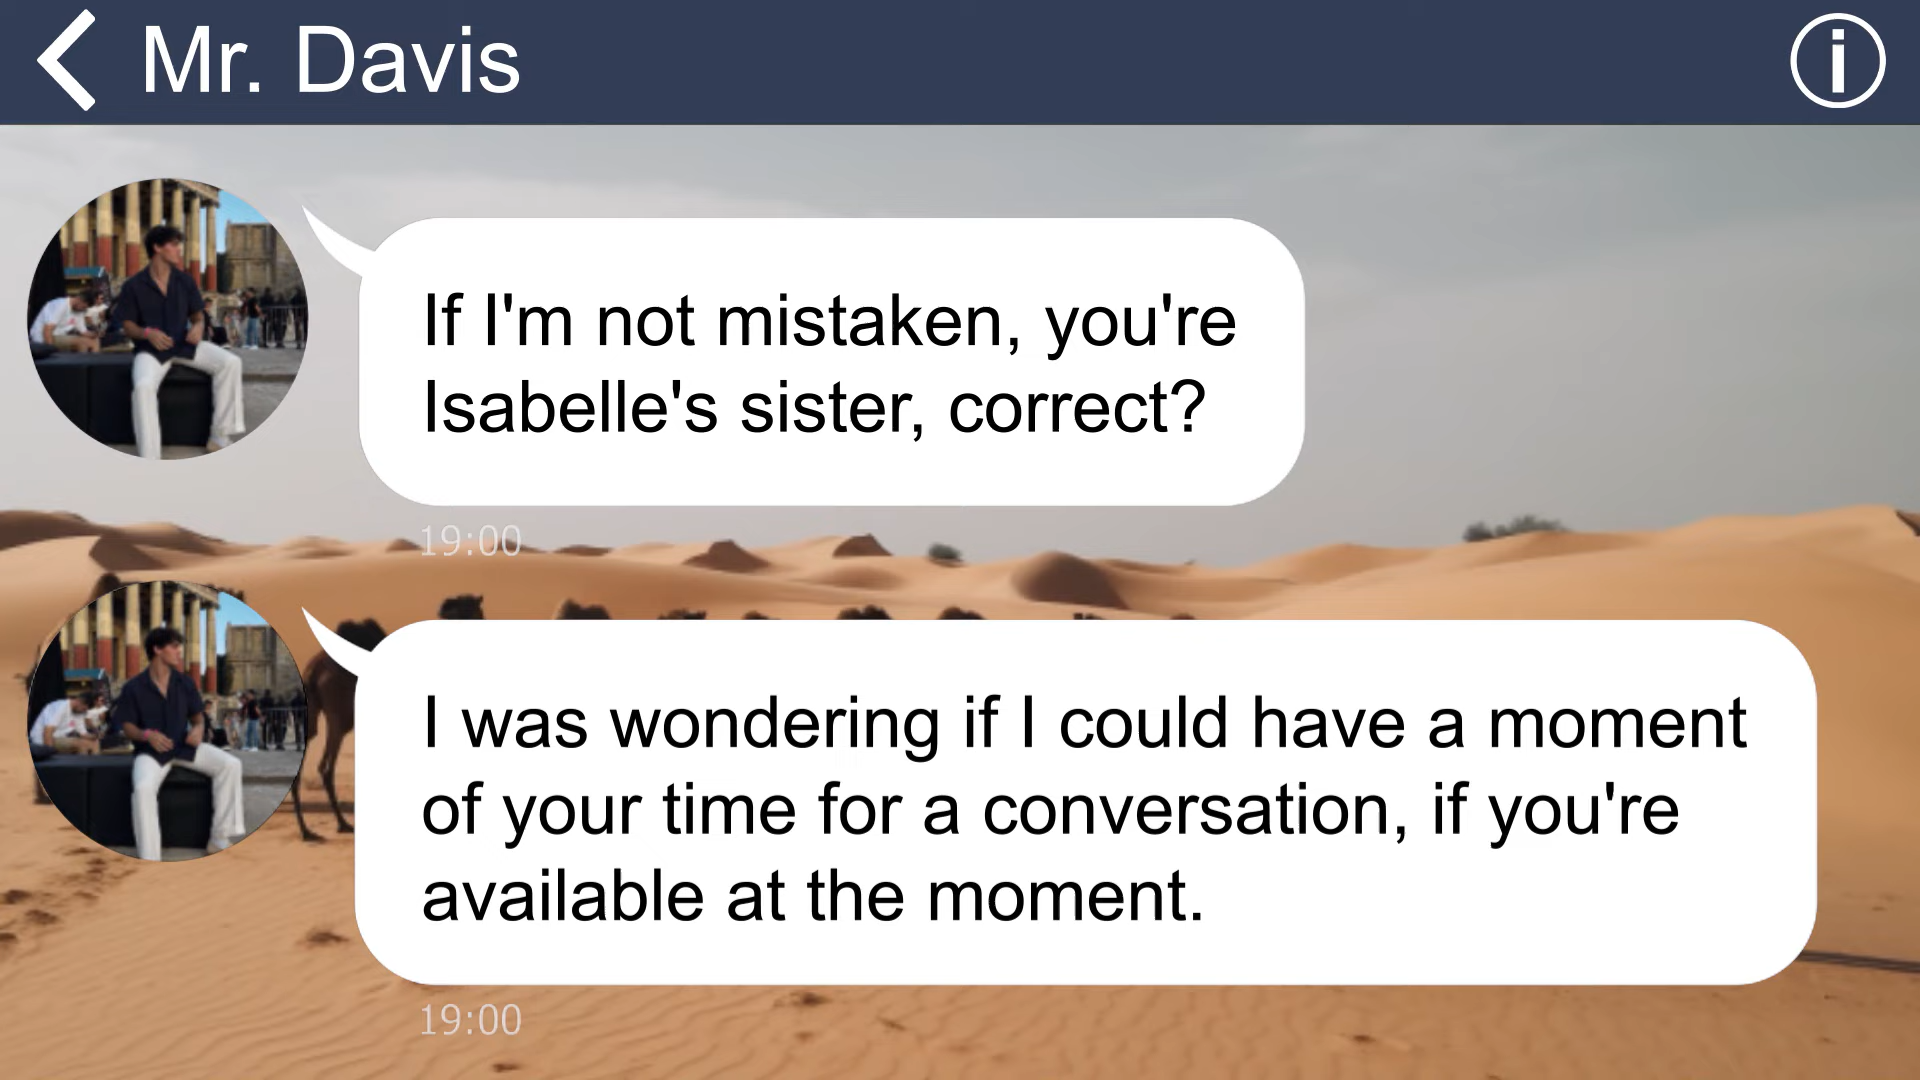 Mr. Davis
If I'm not mistaken, you're
Isabelle's sister, correct?
19:00
I was wondering if I could have a moment
of your time for a conversation, if you're
available at the moment.
19:00